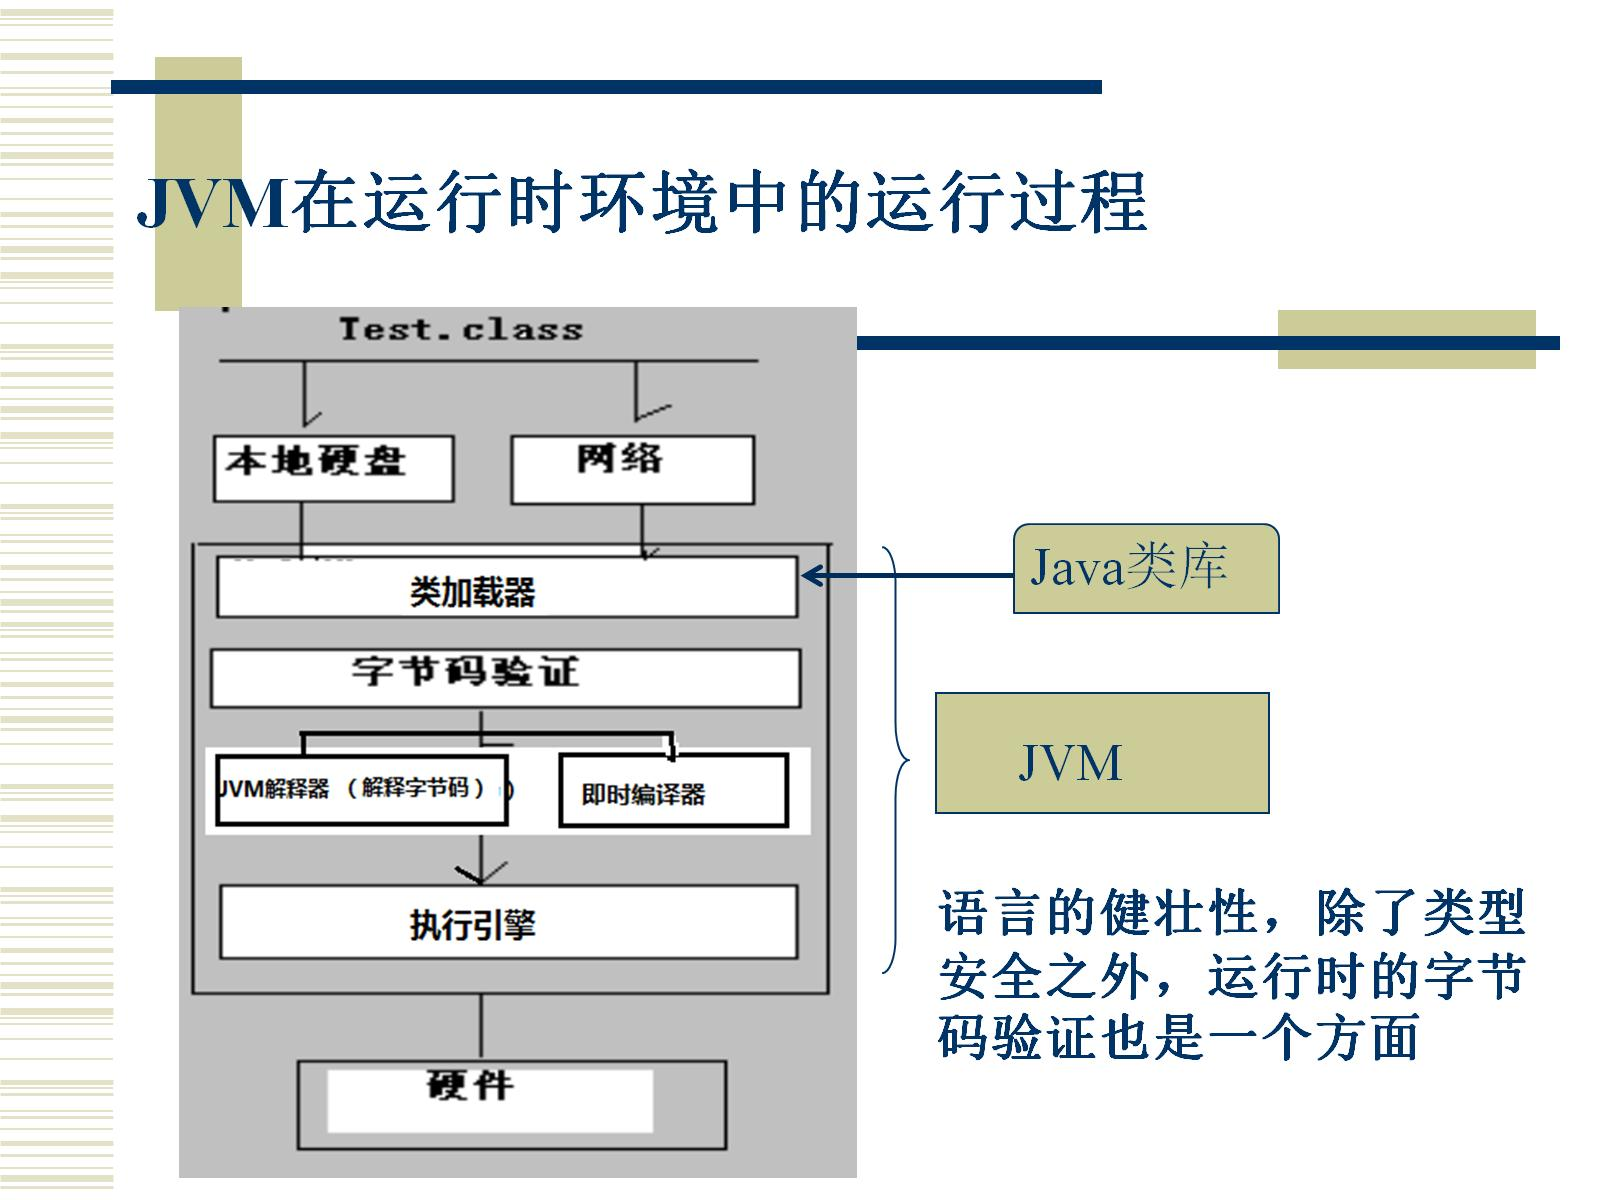 JVM在运行时环境中的运行过程
Test.class
本地硬盘
网络
类加载器
Java类库
字节码验证
JVM解释器（解释字节码）
即时编译器
JVM
执行引擎
语言的健壮性，除了类型
安全之外，运行时的字节
码验证也是一个方面
硬件